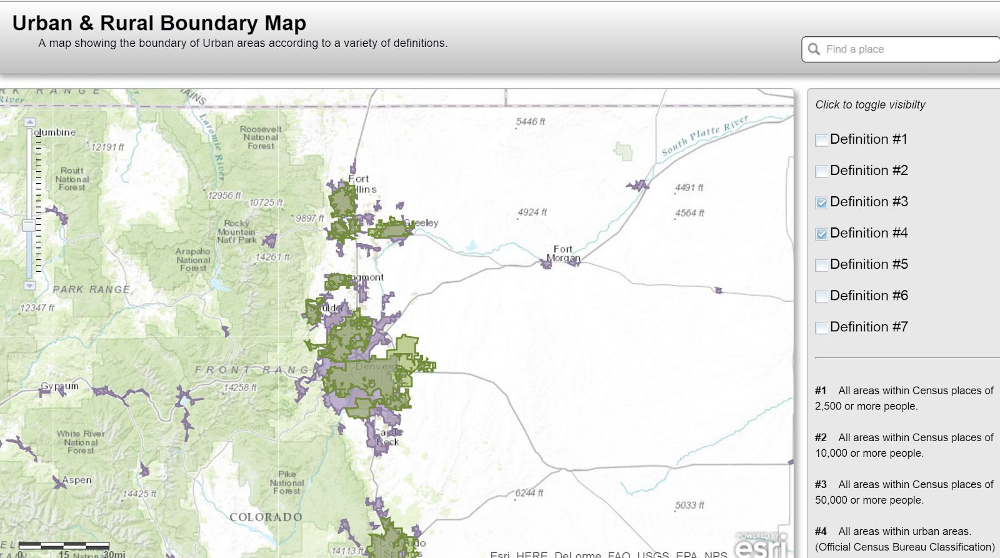 Urban & Rural Boundary Map
A map showing the boundary of Urban areas according to a variety of definitions.
Find a place
RK RANGE
River
AINS
olumbine
12191 ft
Laramie River
Roosevelt
National
Forest
5446 ft
South Platte River
Routt
National
Forest
Fort
llins
12956 ft
10725 ft
4491 ft
9897 ft
4924 ft
4564 ft
Rocky
Mountain
Nat'l Park
Greeley
Arapaho
National
Forest
14261 ft
Fort
Morgan
PARK RANGE
ngmont
12347 ft
oulder
FRONT RANGE
Denver
Gypsum
14258 ft
White River
National
Forest
Castle
Rock
Aspen
14425 ft
Pike
National
Forest
6244 ft
5033 ft
COLORADO
14113 ft
Colorado
Springs
National
0 15 30mi
Esri, HERE, DeLorme, FAO, USGS, EPA, NPS
POWERED BY
esri
Click to toggle visibilty
Definition #1
Definition #2
Definition #3
Definition #4
Definition #5
Definition #6
Definition #7
#1 All areas within Census places of
2,500 or more people.
#2 All areas within Census places of
10,000 or more people.
#3 All areas within Census places of
50,000 or more people.
#4 All areas within urban areas.
(Official Census Bureau Classification)